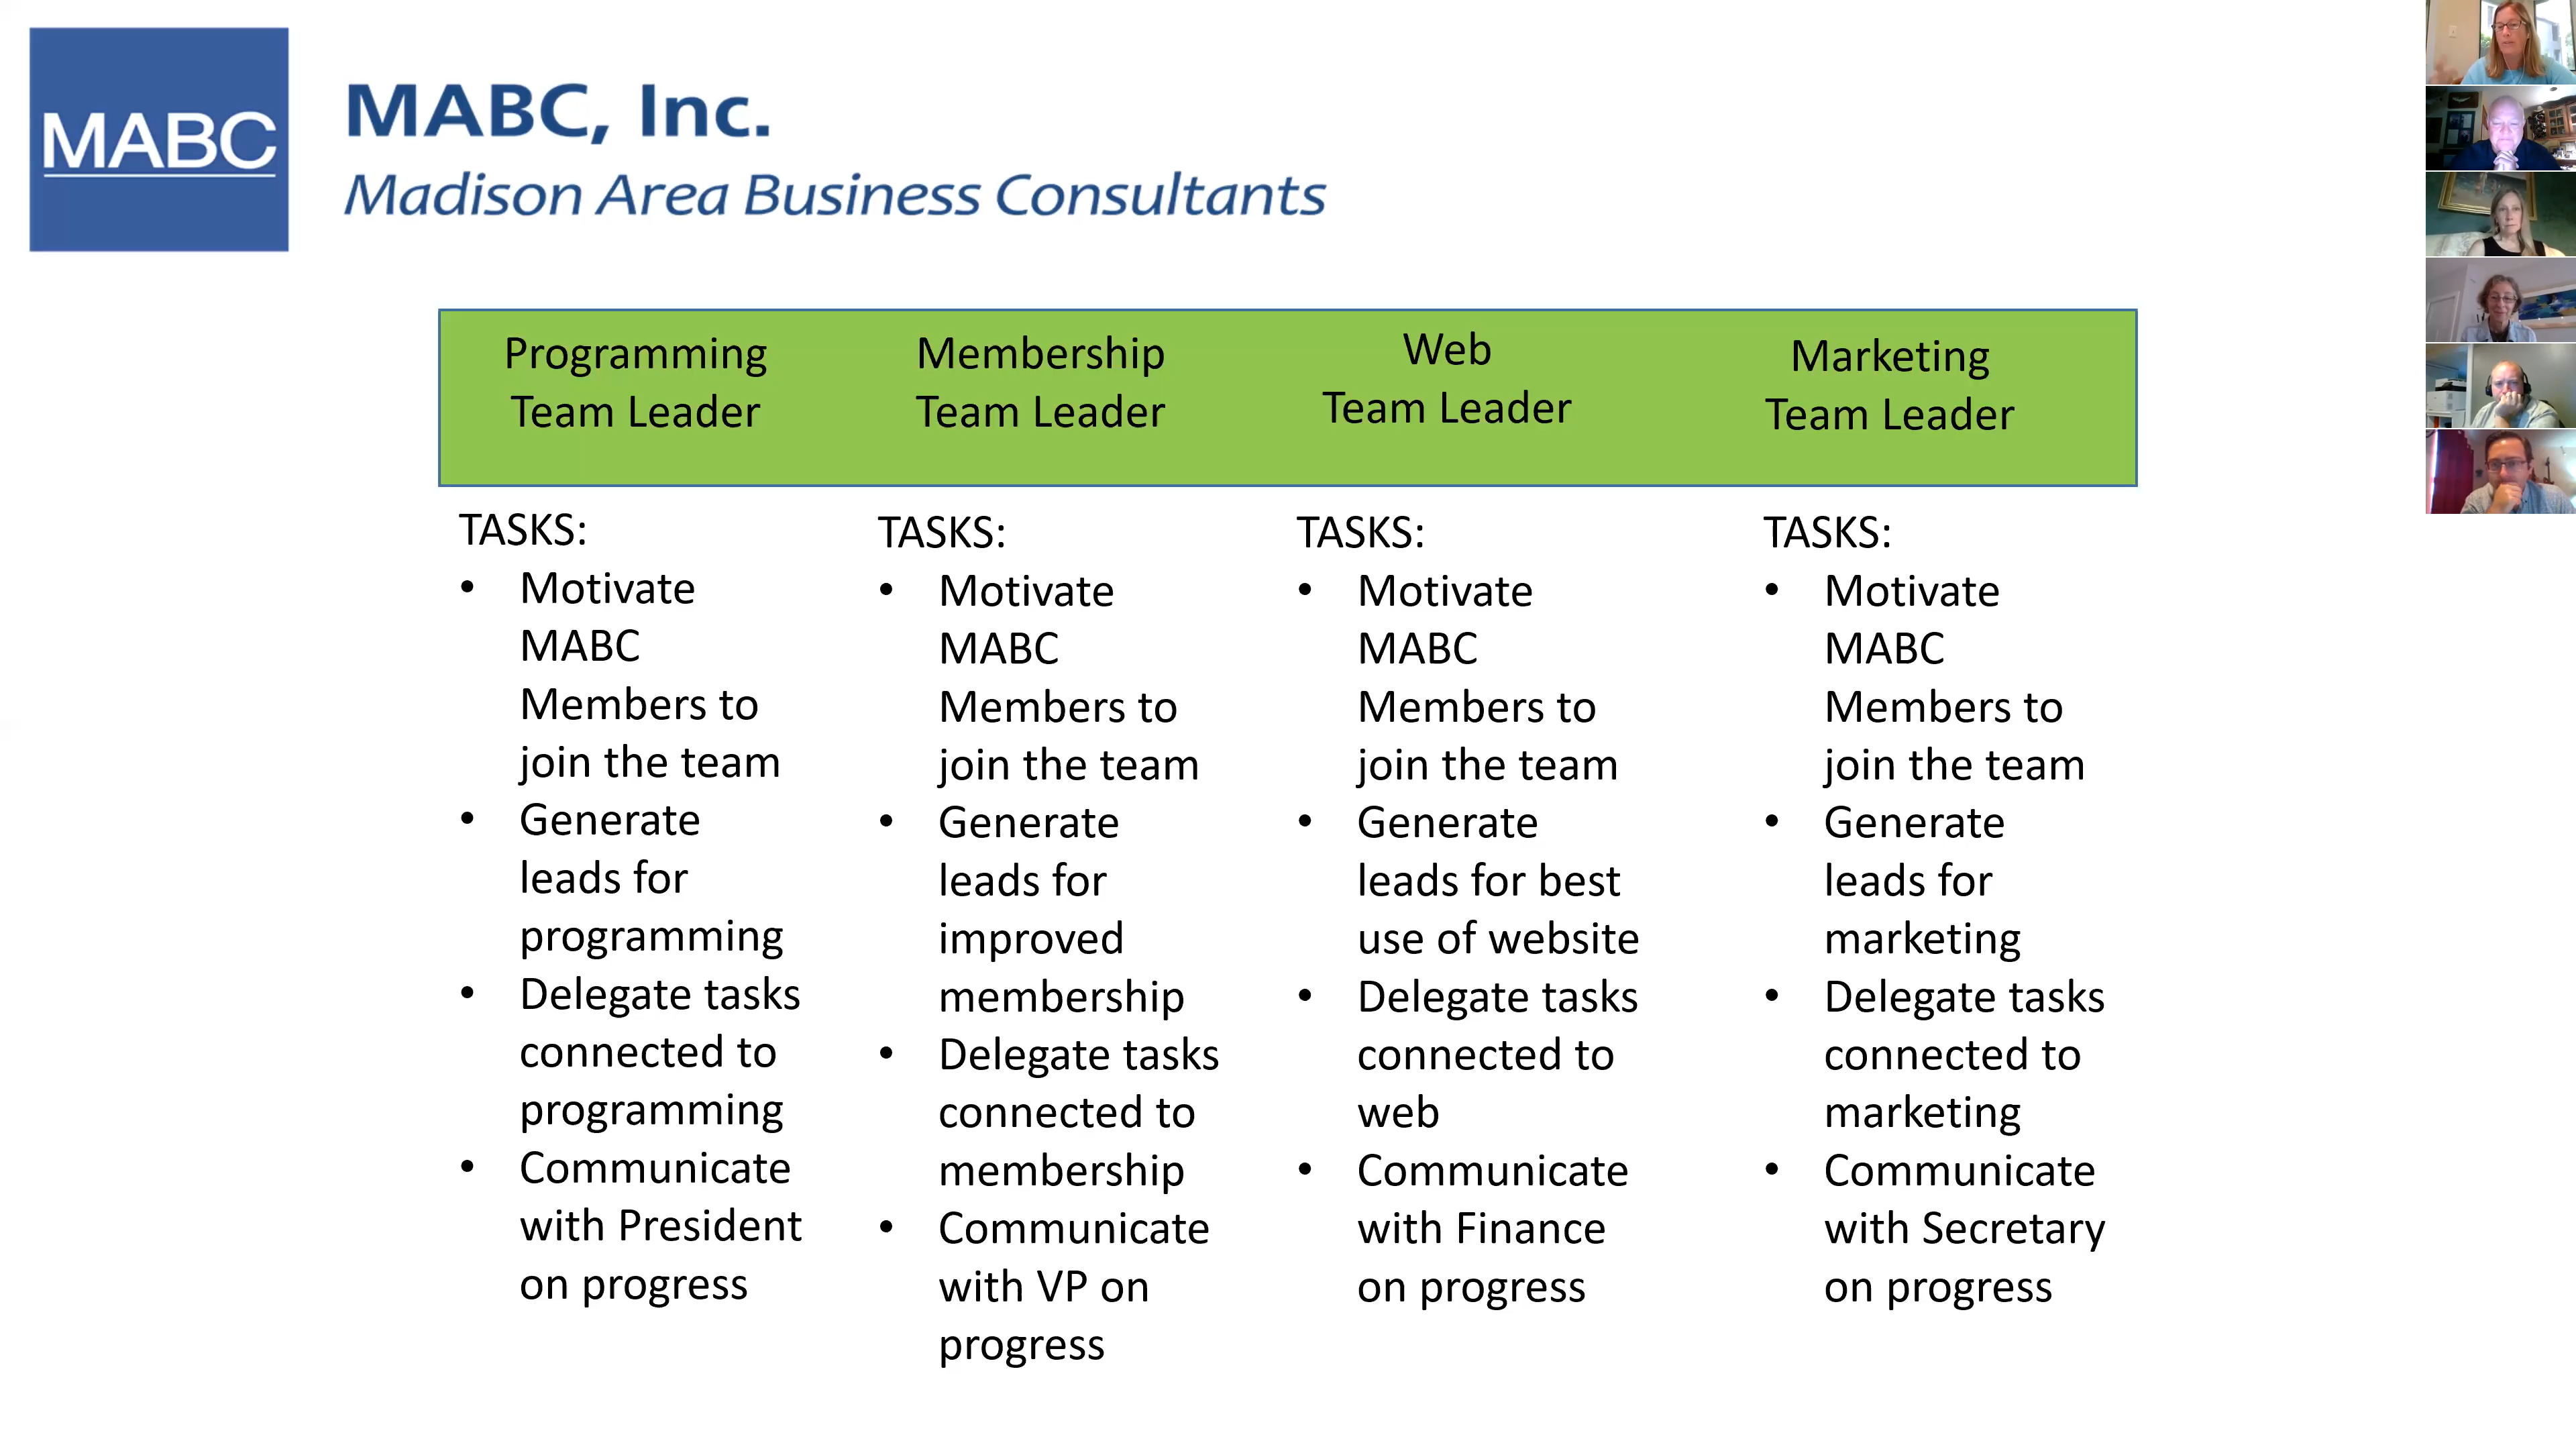 MABC
MABC, Inc.
Madison Area Business Consultants
Programming
Team Leader
Membership
Team Leader
Web
Team Leader
Marketing
Team Leader
TASKS:
• Motivate
MABC
Members to
join the team
• Generate
leads for
programming
• Delegate tasks
connected to
programming
• Communicate
with President
on progress
TASKS:
• Motivate
MABC
Members to
join the team
• Generate
leads for
improved
membership
• Delegate tasks
connected to
membership
• Communicate
with VP on
progress
TASKS:
• Motivate
MABC
Members to
join the team
• Generate
leads for best
use of website
• Delegate tasks
connected to
web
• Communicate
with Finance
on progress
TASKS:
• Motivate
MABC
Members to
join the team
• Generate
leads for
marketing
• Delegate tasks
connected to
marketing
• Communicate
with Secretary
on progress